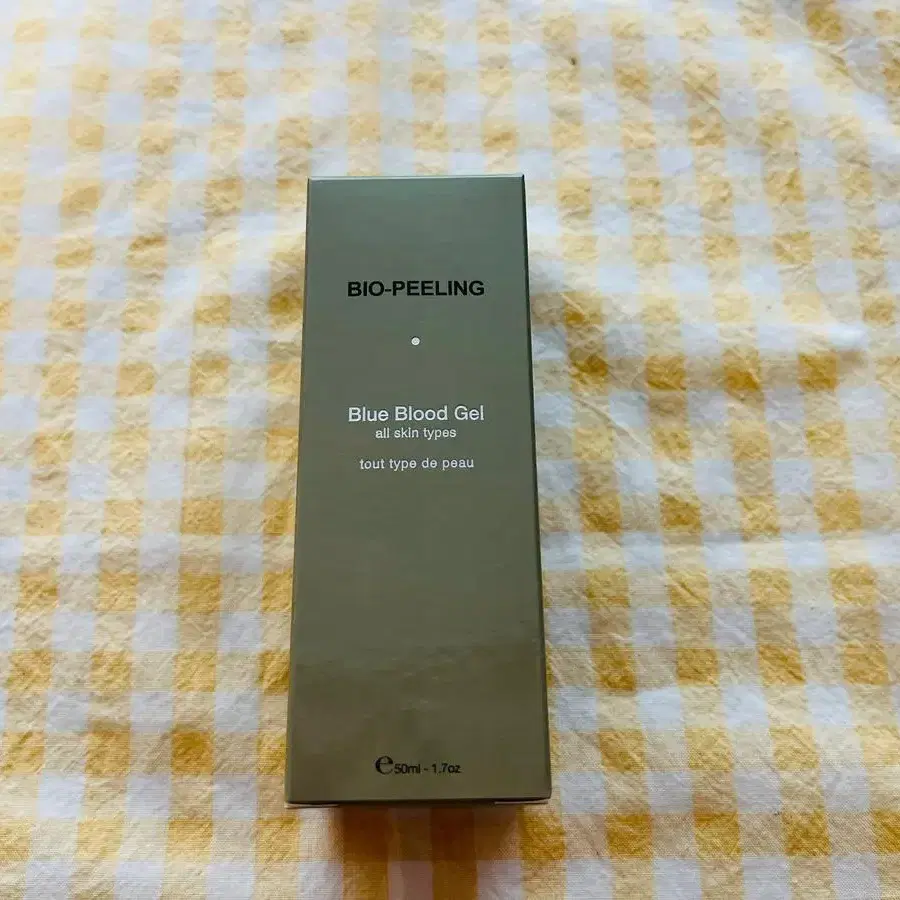 BIO-PEELING
Blue Blood Gel
all skin types
tout type de peau
℮50ml - 1.7oz